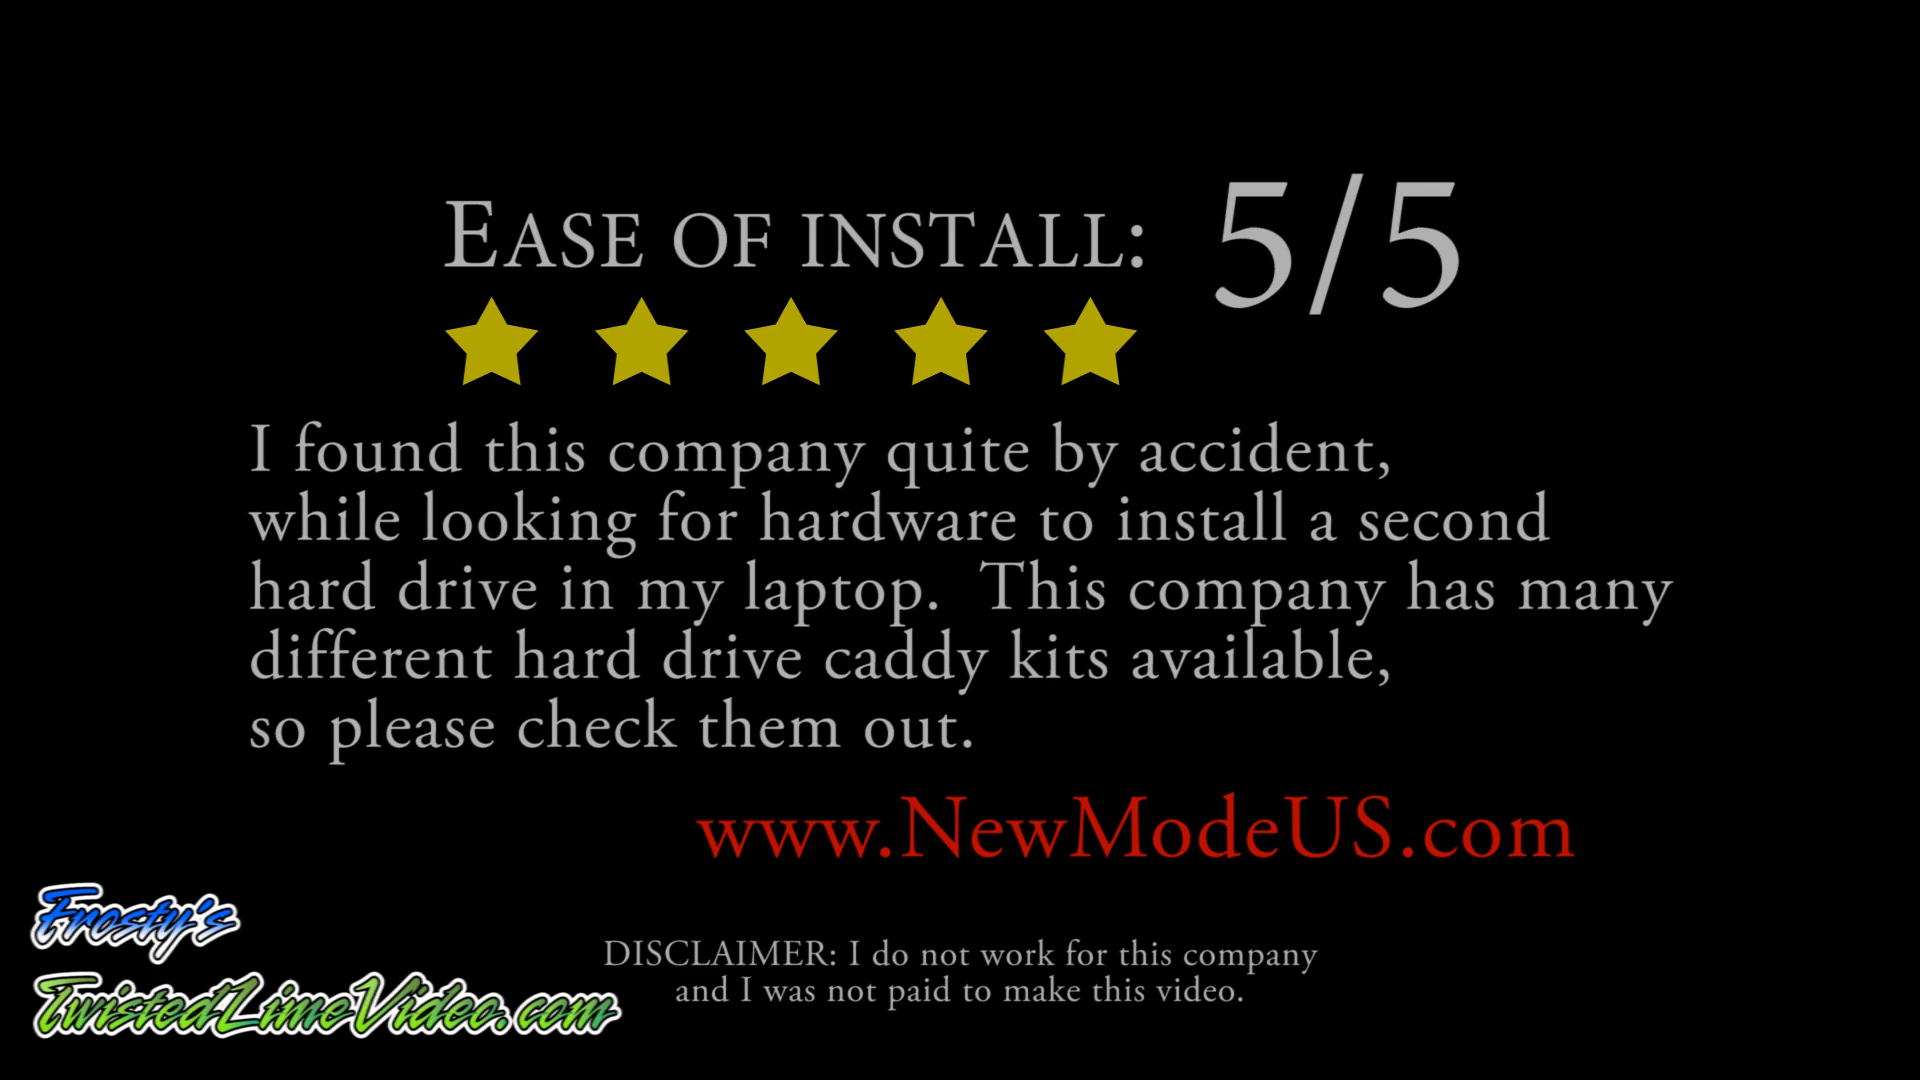 EASE OF INSTALL: 5/5
I found this company quite by accident,
while looking for hardware to install a second
hard drive in my laptop.  This company has many
different hard drive caddy kits available,
so please check them out.
www.NewModeUS.com
Frosty's
TwistedLimeVideo.com
DISCLAIMER: I do not work for this company
and I was not paid to make this video.